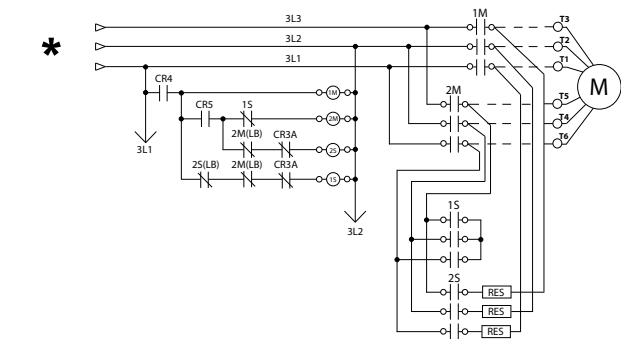 3L3
1M
T3
*
3L2
T2
3L1
T1
M
CR4
1M
2M
T5
CR5
1S
2M
T4
2M(LB)
CR3A
2S
T6
3L1
2S(LB)
2M(LB)
CR3A
1S
3L2
1S
2S
RES
RES
RES